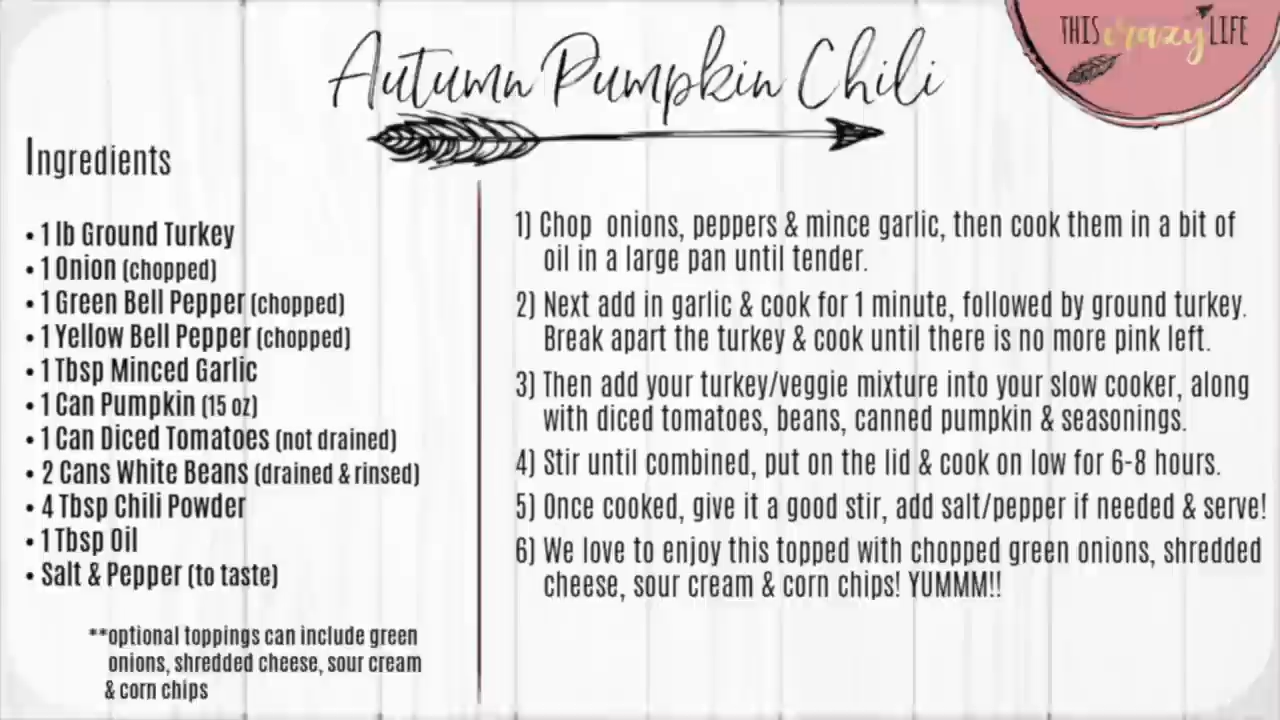 Autumn Pumpkin Chili
THIS crazy LIFE
Ingredients
• 1 lb Ground Turkey
• 1 Onion (chopped)
• 1 Green Bell Pepper (chopped)
• 1 Yellow Bell Pepper (chopped)
• 1 Tbsp Minced Garlic
• 1 Can Pumpkin (15 oz)
• 1 Can Diced Tomatoes (not drained)
• 2 Cans White Beans (drained & rinsed)
• 4 Tbsp Chili Powder
• 1 Tbsp Oil
• Salt & Pepper (to taste)
**optional toppings can include green
onions, shredded cheese, sour cream
& corn chips
1) Chop onions, peppers & mince garlic, then cook them in a bit of
oil in a large pan until tender.
2) Next add in garlic & cook for 1 minute, followed by ground turkey.
Break apart the turkey & cook until there is no more pink left.
3) Then add your turkey/veggie mixture into your slow cooker, along
with diced tomatoes, beans, canned pumpkin & seasonings.
4) Stir until combined, put on the lid & cook on low for 6-8 hours.
5) Once cooked, give it a good stir, add salt/pepper if needed & serve!
6) We love to enjoy this topped with chopped green onions, shredded
cheese, sour cream & corn chips! YUMMM!!